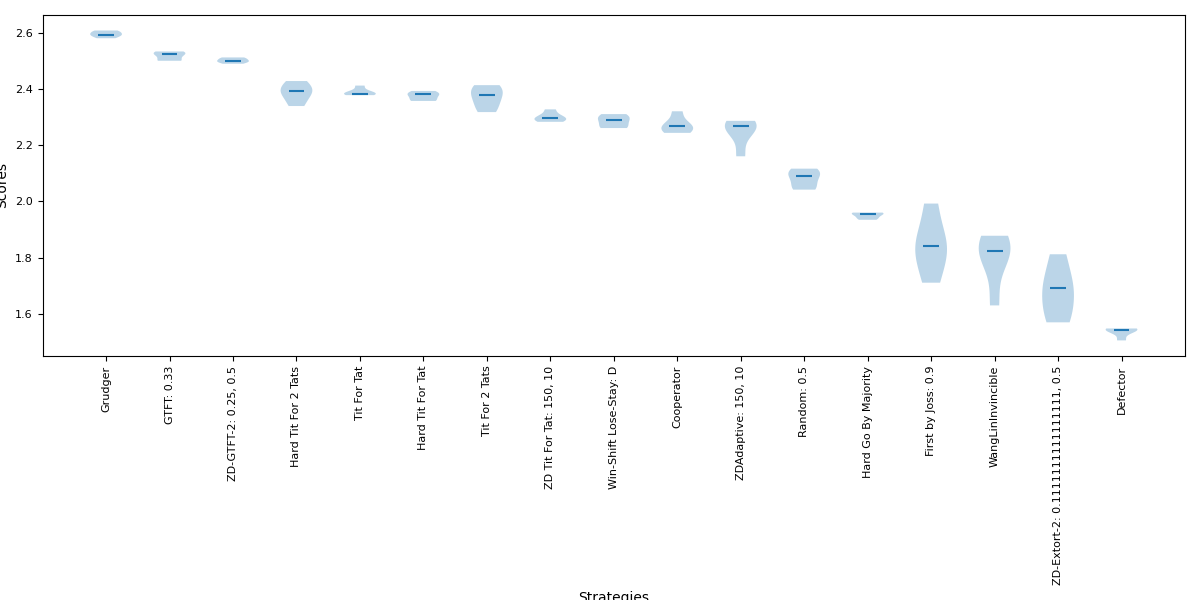 2.6
2.4
2.2
2.0
1.8
1.6
Scores
Grudger
GTFT: 0.33
ZD-GTFT-2: 0.25, 0.5
Hard Tit For 2 Tats
Tit For Tat
Hard Tit For Tat
Tit For 2 Tats
ZD Tit For Tat: 150, 10
Win-Shift Lose-Stay: D
Cooperator
ZDAdaptive: 150, 10
Random: 0.5
Hard Go By Majority
First by Joss: 0.9
WangLinInvincible
ZD-Extort-2: 0.1111111111111111, 0.5
Defector
Strategies